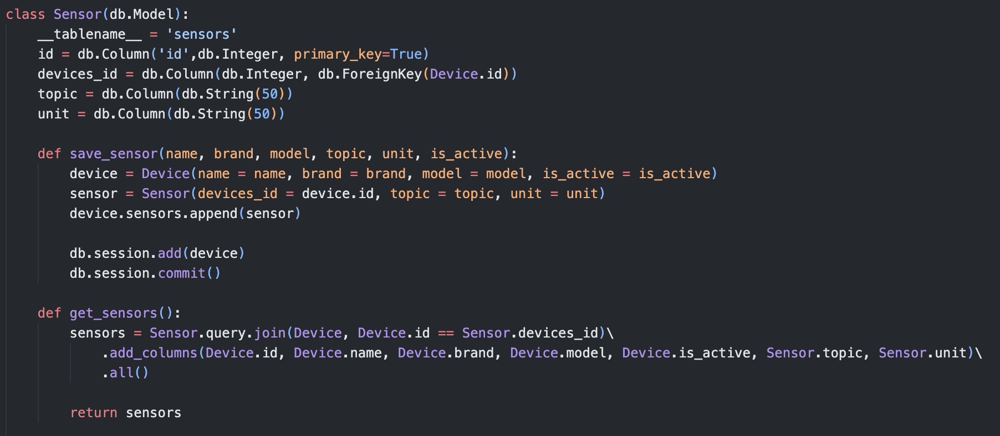 class Sensor(db.Model):
    __tablename__ = 'sensors'
    id = db.Column('id',db.Integer, primary_key=True)
    devices_id = db.Column(db.Integer, db.ForeignKey(Device.id))
    topic = db.Column(db.String(50))
    unit = db.Column(db.String(50))

    def save_sensor(name, brand, model, topic, unit, is_active):
        device = Device(name = name, brand = brand, model = model, is_active = is_active)
        sensor = Sensor(devices_id = device.id, topic = topic, unit = unit)
        device.sensors.append(sensor)

        db.session.add(device)
        db.session.commit()

    def get_sensors():
        sensors = Sensor.query.join(Device, Device.id == Sensor.devices_id)\
            .add_columns(Device.id, Device.name, Device.brand, Device.model, Device.is_active, Sensor.topic, Sensor.unit)\
            .all()

        return sensors